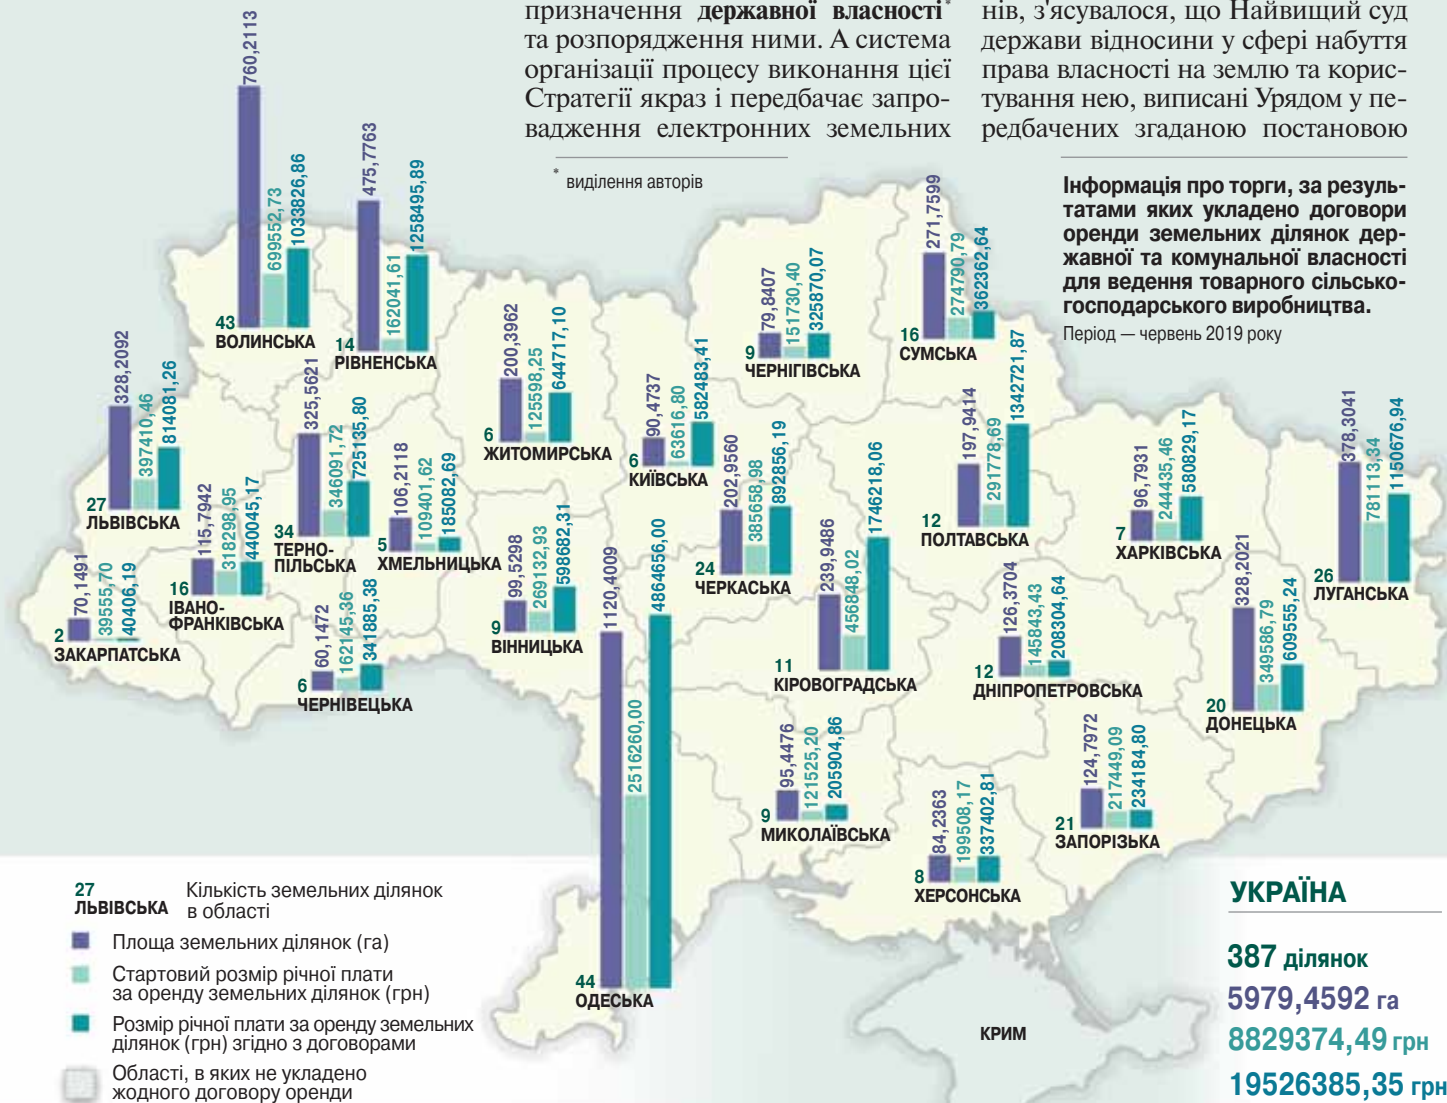 призначення державної власності*
та розпорядження ними. А система
організації процесу виконання цієї
Стратегії якраз і передбачає запро-
вадження електронних земельних
* виділення авторів
нів, з'ясувалося, що Найвищий суд
держави відносини у сфері набуття
права власності на землю та корис-
тування нею, виписані Урядом у пе-
редбачених згаданою постановою
Інформація про торги, за резуль-
татами яких укладено договори
оренди земельних ділянок дер-
жавної та комунальної власності
для ведення товарного сільсько-
господарського виробництва.
Період — червень 2019 року
760,2113
699552,73
1033826,86
43
ВОЛИНСЬКА
475,7763
162041,61
1258495,89
14
РІВНЕНСЬКА
328,2092
397410,46
814081,26
27
ЛЬВІВСЬКА
325,5621
346091,72
725135,80
34
ТЕРНО-
ПІЛЬСЬКА
200,3962
125598,25
644717,10
6
ЖИТОМИРСЬКА
90,4737
63616,80
582483,41
6
КИЇВСЬКА
79,8407
151730,40
325870,07
9
ЧЕРНІГІВСЬКА
271,7599
274790,79
362362,64
16
СУМСЬКА
70,1491
39555,70
40406,19
2
ЗАКАРПАТСЬКА
115,7942
318298,95
440045,17
16
ІВАНО-
ФРАНКІВСЬКА
106,2118
109401,62
185082,69
5
ХМЕЛЬНИЦЬКА
60,1472
162145,36
341885,38
6
ЧЕРНІВЕЦЬКА
99,5298
269132,93
598682,31
9
ВІННИЦЬКА
202,9560
385658,98
892856,19
24
ЧЕРКАСЬКА
197,9414
291778,69
1342721,87
12
ПОЛТАВСЬКА
96,7931
244435,46
580829,17
7
ХАРКІВСЬКА
378,3041
781113,34
1150676,94
26
ЛУГАНСЬКА
239,9486
456848,02
1746218,06
11
КІРОВОГРАДСЬКА
126,3704
145843,43
208304,64
12
ДНІПРОПЕТРОВСЬКА
328,2021
349586,79
609555,24
20
ДОНЕЦЬКА
1120,4009
2516260,00
4864656,00
44
ОДЕСЬКА
95,4476
121525,20
205904,86
9
МИКОЛАЇВСЬКА
84,2363
199508,17
337402,81
8
ХЕРСОНСЬКА
124,7972
217449,09
234184,80
21
ЗАПОРІЗЬКА
КРИМ
27
ЛЬВІВСЬКА
Кількість земельних ділянок
в області
Площа земельних ділянок (га)
Стартовий розмір річної плати
за оренду земельних ділянок (грн)
Розмір річної плати за оренду земельних
ділянок (грн) згідно з договорами
Області, в яких не укладено
жодного договору оренди
УКРАЇНА
387 ділянок
5979,4592 га
8829374,49 грн
19526385,35 грн